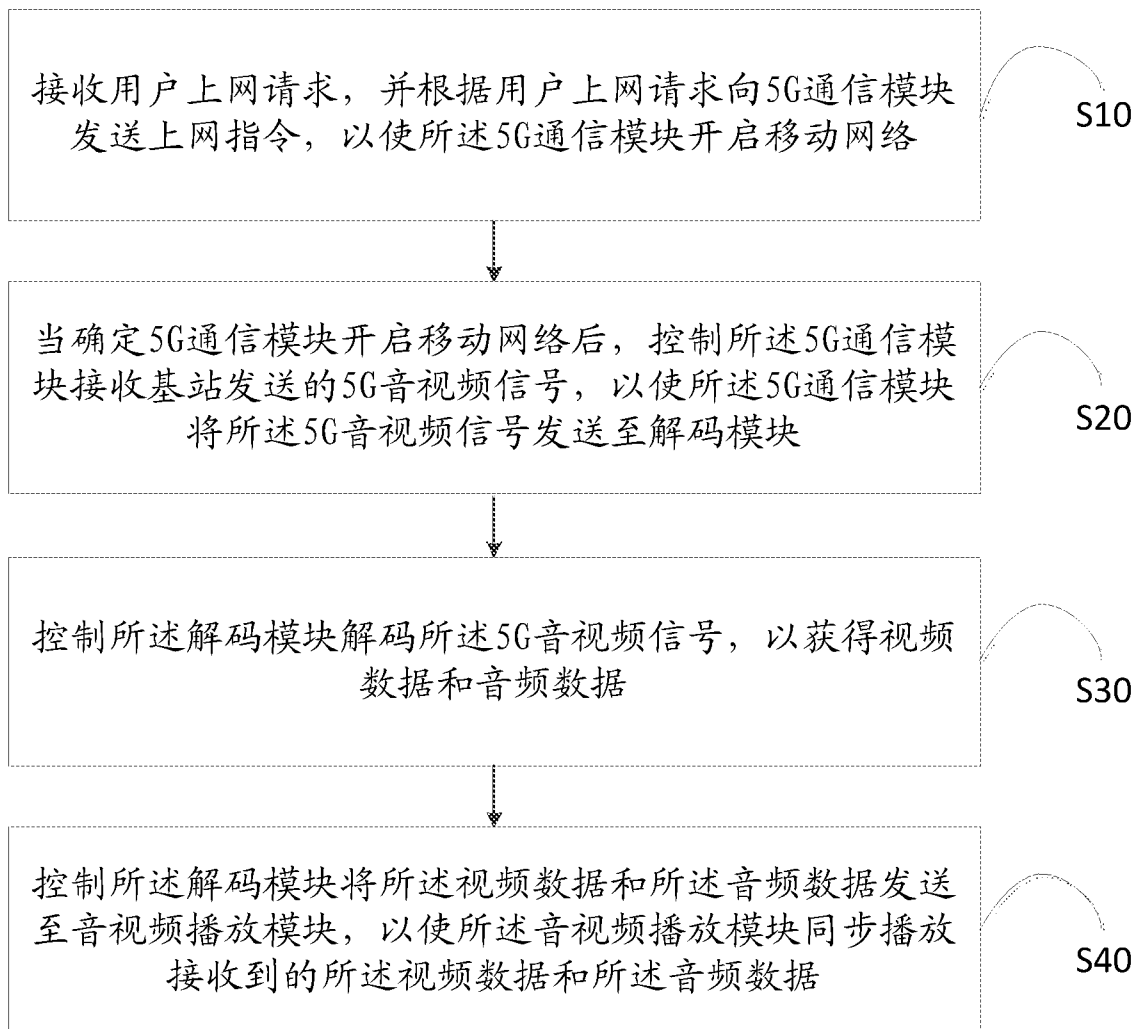 接收用户上网请求，并根据用户上网请求向5G通信模块
发送上网指令，以使所述5G通信模块开启移动网络
S10
当确定5G通信模块开启移动网络后，控制所述5G通信模
块接收基站发送的5G音视频信号，以使所述5G通信模块
将所述5G音视频信号发送至解码模块
S20
控制所述解码模块解码所述5G音视频信号，以获得视频
数据和音频数据
S30
控制所述解码模块将所述视频数据和所述音频数据发送
至音视频播放模块，以使所述音视频播放模块同步播放
接收到的所述视频数据和所述音频数据
S40